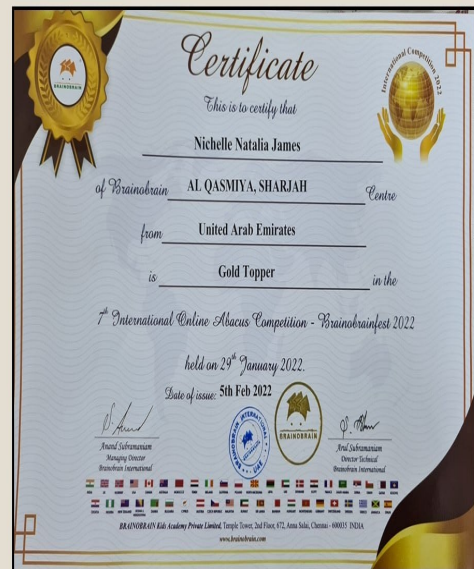 BRAINOBRAIN
International Competition 2022
Certificate
This is to certify that
Nichelle Natalia James
of Brainobrain AL QASMIYA, SHARJAH Centre
from United Arab Emirates
is Gold Topper in the
7th International Online Abacus Competition - Brainobrainfest 2022
held on 29th January 2022.
Date of issue: 5th Feb 2022
BRAINOBRAIN INTERNATIONAL
BRAINOBRAIN
Anand Subramaniam
Managing Director
Brainobrain International
Arul Subramaniam
Director Technical
Brainobrain International
BRAINOBRAIN Kids Academy Private Limited, Temple Tower, 2nd Floor, 672, Anna Salai, Chennai - 600035 INDIA
www.brainobrain.com